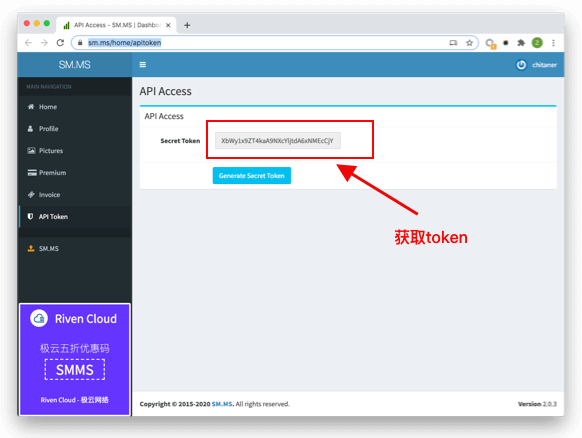 API Access - SM.MS | Dashbo
sm.ms/home/apitoken
2
SM.MS
chitaner
MAIN NAVIGATION
Home
Profile
Pictures
Premium
Invoice
API Token
SM.MS
API Access
API Access
Secret Token
XbWy1x9ZT4kaA9NXcYljtdA6xNMEcCjY
Generate Secret Token
获取token
Riven Cloud
极云五折优惠码
SMMS
Riven Cloud - 极云网络
Copyright © 2015-2020 SM.MS. All rights reserved.
Version 2.0.3